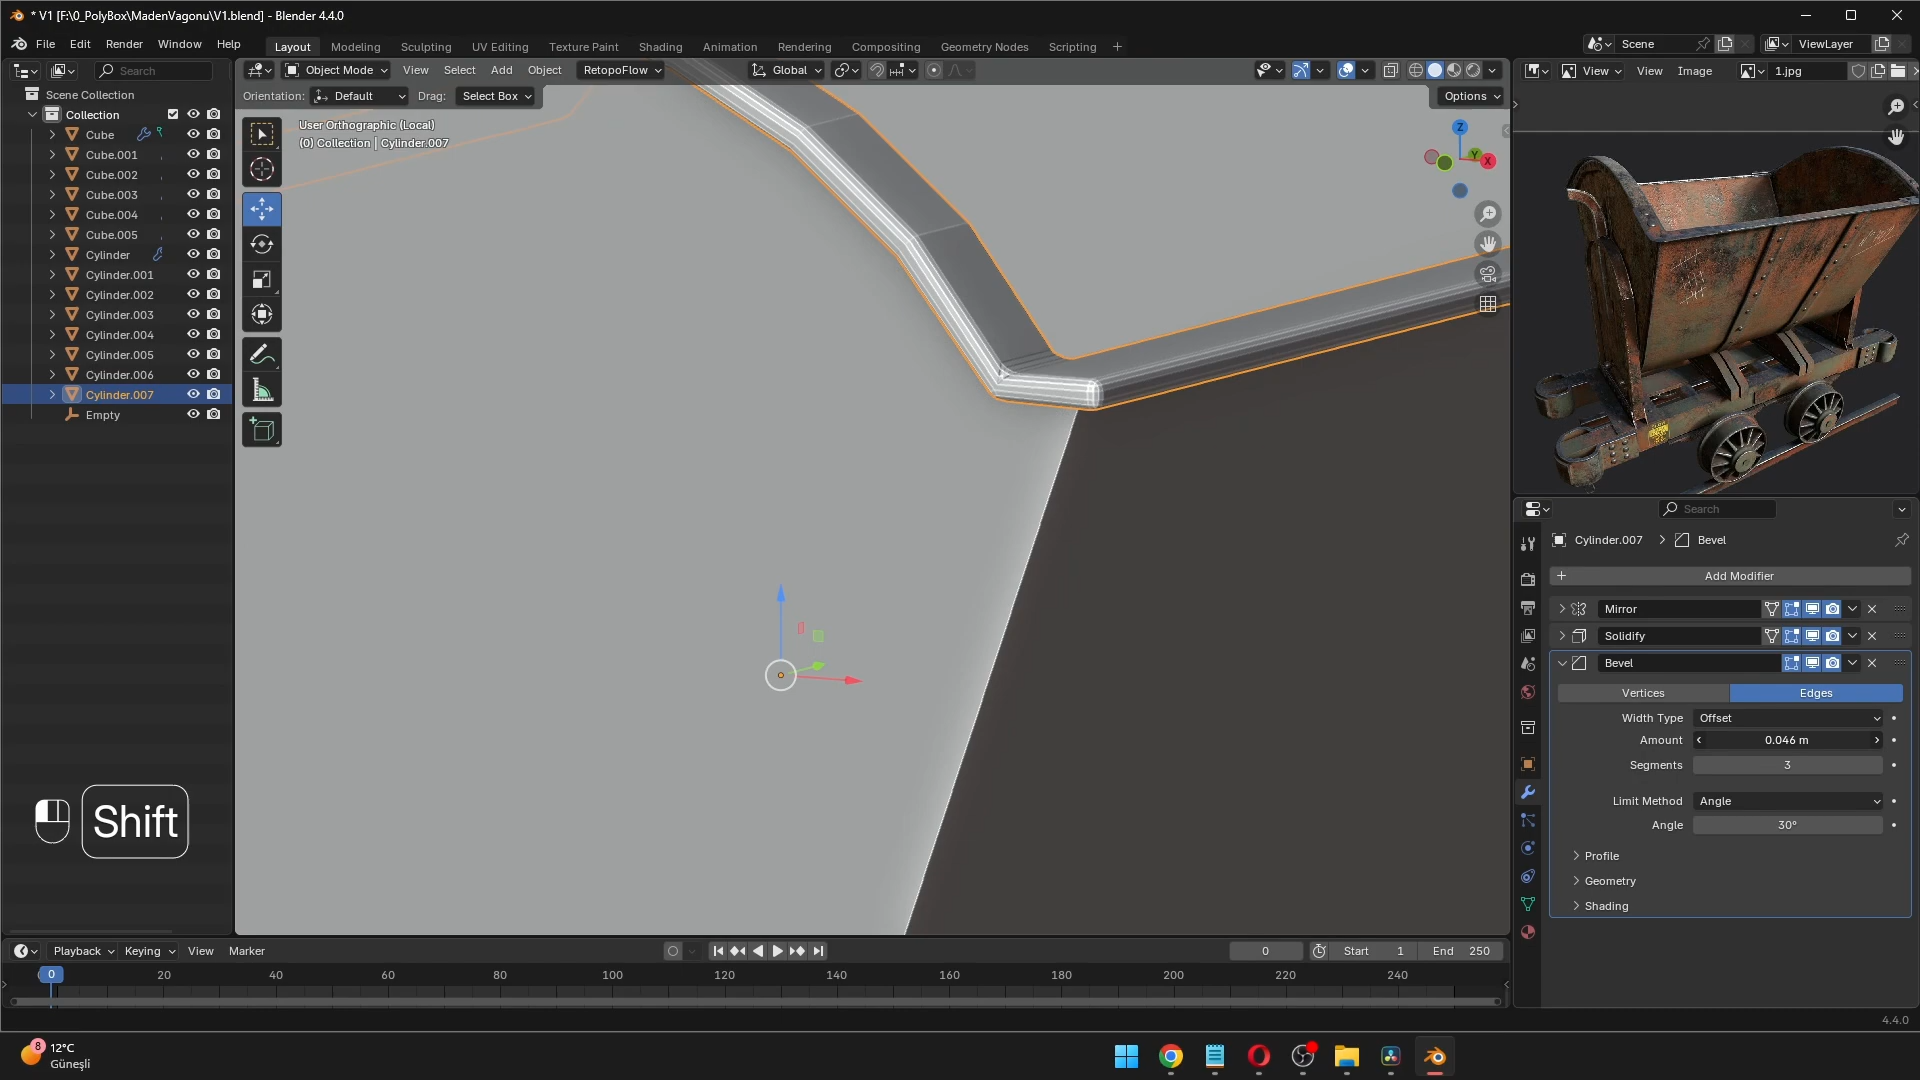 * V1 [F:\0_PolyBox\MadenVagonu\V1.blend] - Blender 4.4.0
File Edit Render Window Help
Layout Modeling Sculpting UV Editing Texture Paint Shading Animation Rendering Compositing Geometry Nodes Scripting +
Scene
ViewLayer
Search
Object Mode View Select Add Object RetopoFlow
Global
View View Image
1.jpg
Orientation: Default Drag: Select Box
Options
Scene Collection
Collection
Cube
Cube.001
Cube.002
Cube.003
Cube.004
Cube.005
Cylinder
Cylinder.001
Cylinder.002
Cylinder.003
Cylinder.004
Cylinder.005
Cylinder.006
Cylinder.007
Empty
User Orthographic (Local)
(0) Collection | Cylinder.007
Z
Y
X
Shift
Search
Cylinder.007 > Bevel
+ Add Modifier
Mirror
Solidify
Bevel
Vertices Edges
Width Type Offset
Amount 0.046 m
Segments 3
Limit Method Angle
Angle 30°
Profile
Geometry
Shading
Playback Keying View Marker
0
Start 1
End 250
0 20 40 60 80 100 120 140 160 180 200 220 240
4.4.0
8
12°C
Güneşli